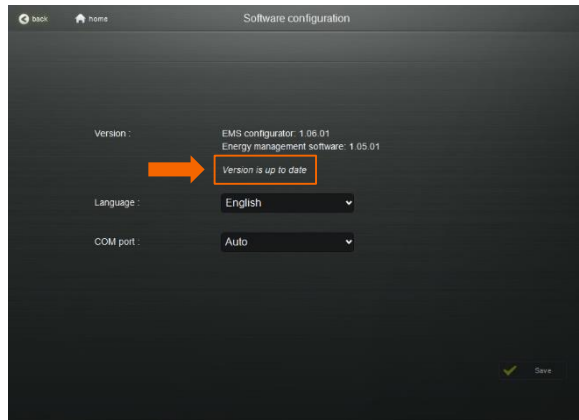 back
home
Software configuration
Version :
EMS configurator: 1.06.01
Energy management software: 1.05.01
Version is up to date
Language :
English
COM port :
Auto
Save